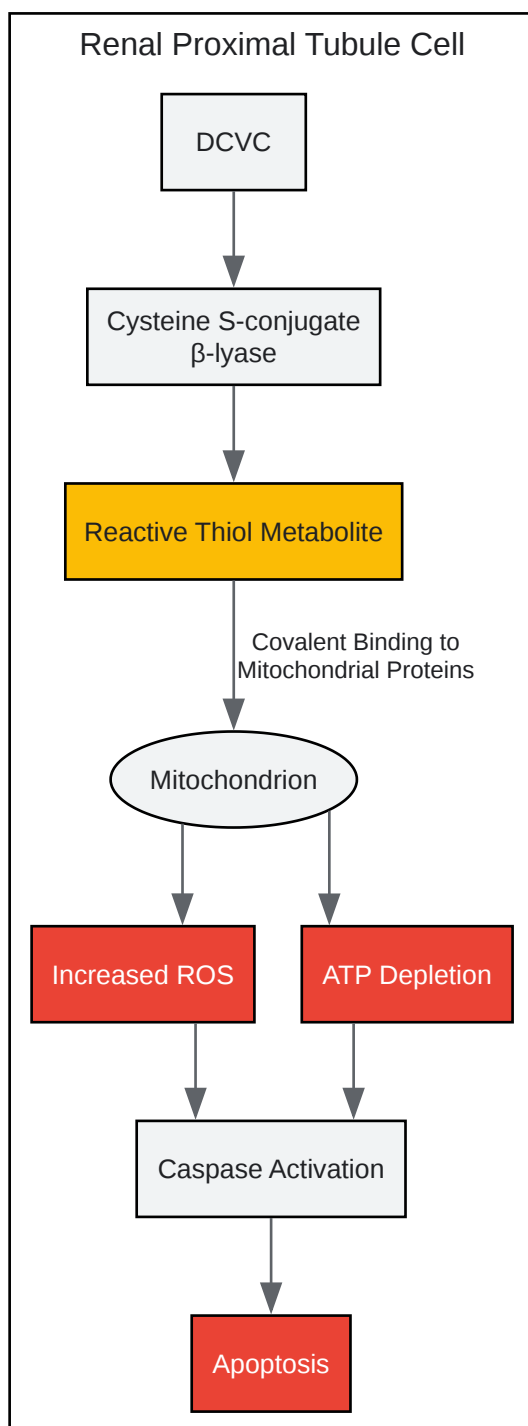 Renal Proximal Tubule Cell
DCVC
Cysteine S-conjugate
β-lyase
Reactive Thiol Metabolite
Covalent Binding to
Mitochondrial Proteins
Mitochondrion
Increased ROS
ATP Depletion
Caspase Activation
Apoptosis